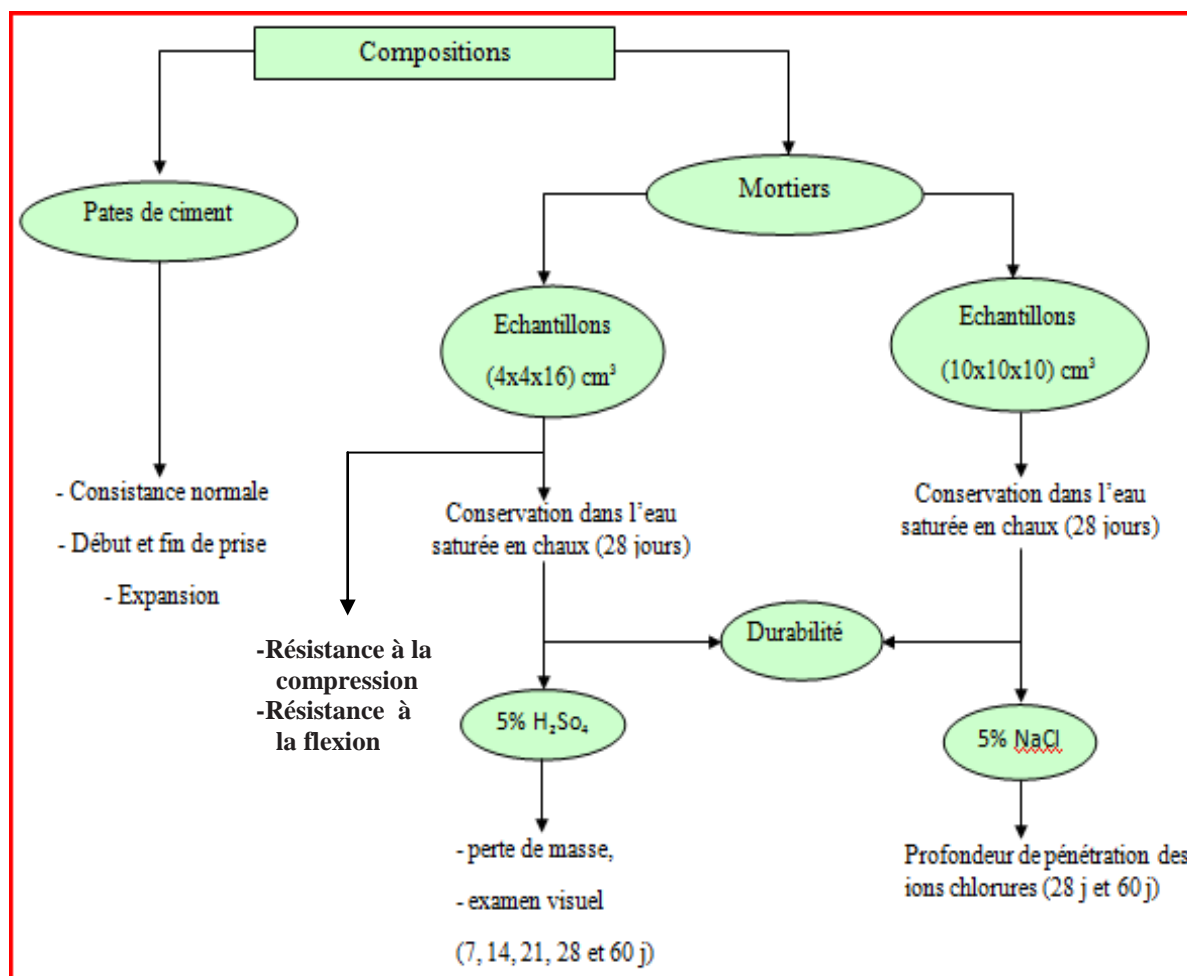 Compositions
Pates de ciment
Mortiers
Echantillons
(4x4x16) cm³
Echantillons
(10x10x10) cm³
- Consistance normale
- Début et fin de prise
- Expansion
-Résistance à la
compression
-Résistance à
la flexion
Conservation dans l'eau
saturée en chaux (28 jours)
Conservation dans l'eau
saturée en chaux (28 jours)
Durabilité
5% H₂So₄
5% NaCl
- perte de masse,
- examen visuel
(7, 14, 21, 28 et 60 j)
Profondeur de pénétration des
ions chlorures (28 j et 60 j)